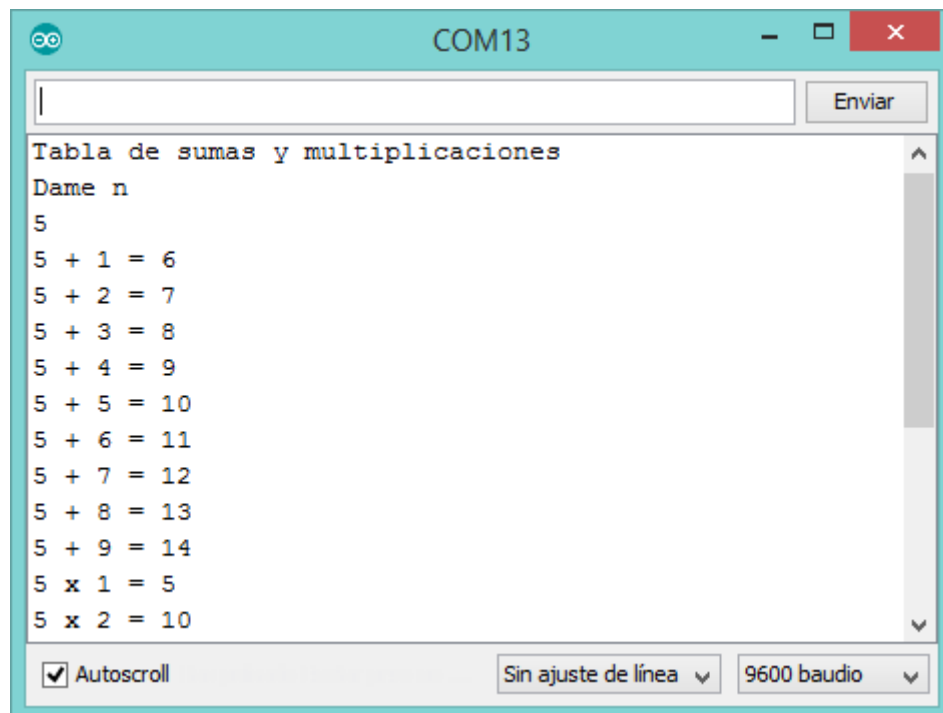 COM13
Enviar
Tabla de sumas y multiplicaciones
Dame n
5
5 + 1 = 6
5 + 2 = 7
5 + 3 = 8
5 + 4 = 9
5 + 5 = 10
5 + 6 = 11
5 + 7 = 12
5 + 8 = 13
5 + 9 = 14
5 x 1 = 5
5 x 2 = 10
Autoscroll
Sin ajuste de línea
9600 baudio